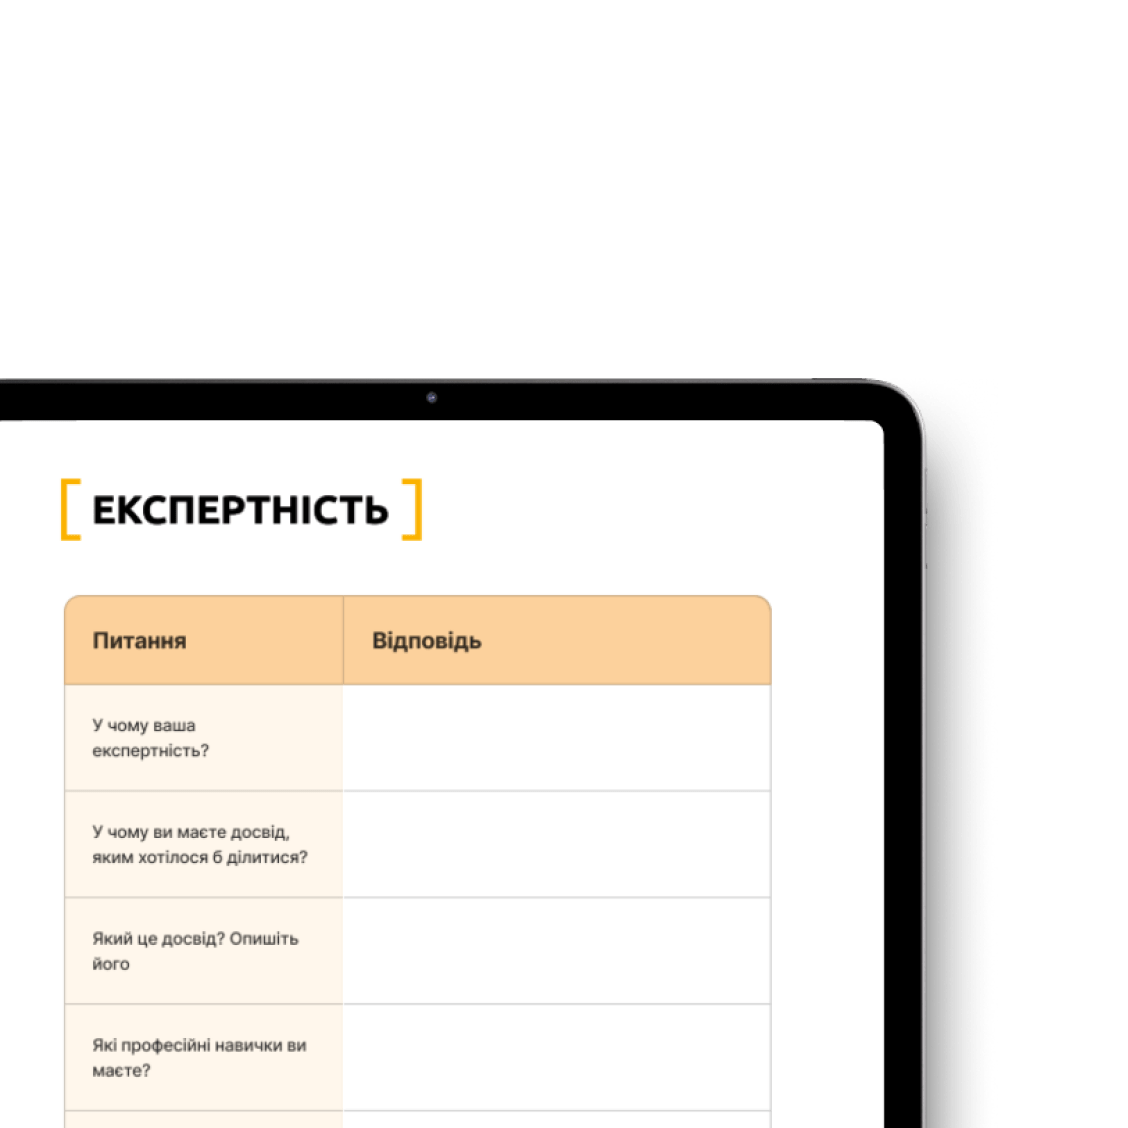 [ ЕКСПЕРТНІСТЬ ]
Питання
Відповідь
У чому ваша
експертність?
У чому ви маєте досвід,
яким хотілося б ділитися?
Який це досвід? Опишіть
його
Які професійні навички ви
маєте?